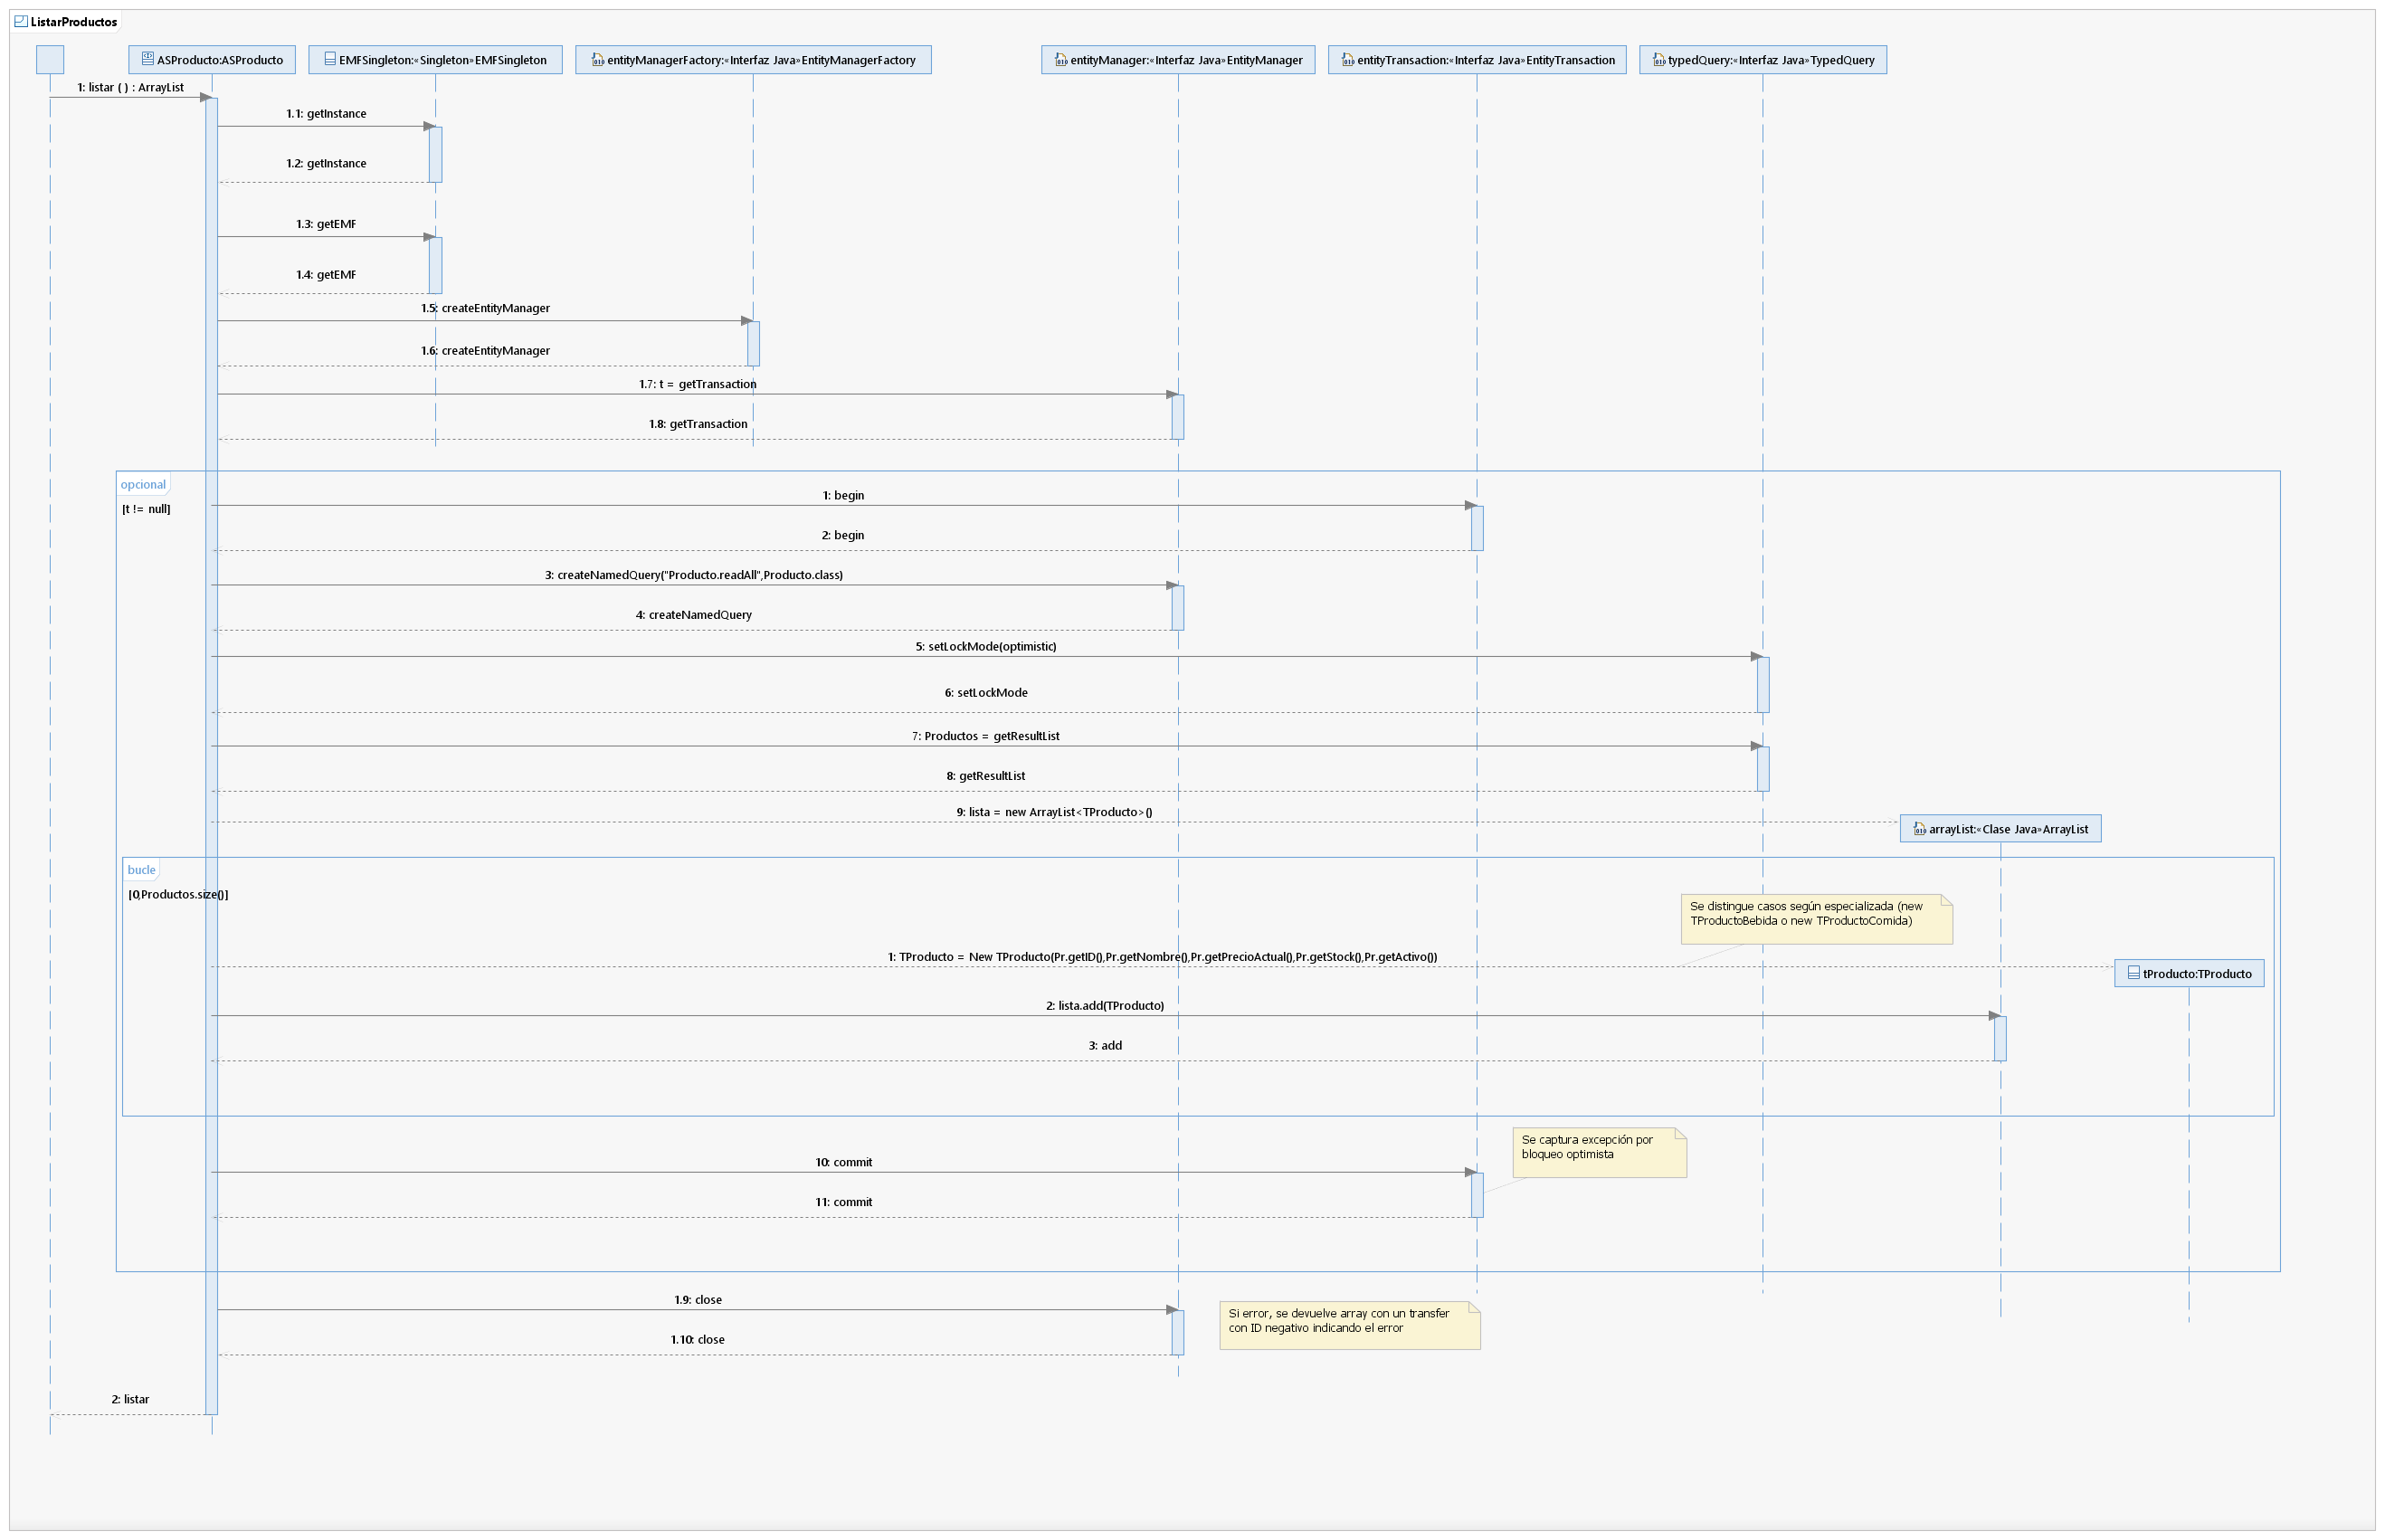 ListarProductos
ASProducto:ASProducto
EMFSingleton:«Singleton»EMFSingleton
entityManagerFactory:«Interfaz Java»EntityManagerFactory
entityManager:«Interfaz Java»EntityManager
entityTransaction:«Interfaz Java»EntityTransaction
typedQuery:«Interfaz Java»TypedQuery
1: listar ( ) : ArrayList
1.1: getInstance
1.2: getInstance
1.3: getEMF
1.4: getEMF
1.5: createEntityManager
1.6: createEntityManager
1.7: t = getTransaction
1.8: getTransaction
opcional
[t != null]
1: begin
2: begin
3: createNamedQuery("Producto.readAll",Producto.class)
4: createNamedQuery
5: setLockMode(optimistic)
6: setLockMode
7: Productos = getResultList
8: getResultList
9: lista = new ArrayList<TProducto>()
arrayList:«Clase Java»ArrayList
bucle
[0,Productos.size()]
Se distingue casos según especializada (new
TProductoBebida o new TProductoComida)
1: TProducto = New TProducto(Pr.getID(),Pr.getNombre(),Pr.getPrecioActual(),Pr.getStock(),Pr.getActivo())
tProducto:TProducto
2: lista.add(TProducto)
3: add
Se captura excepción por
bloqueo optimista
10: commit
11: commit
1.9: close
Si error, se devuelve array con un transfer
con ID negativo indicando el error
1.10: close
2: listar